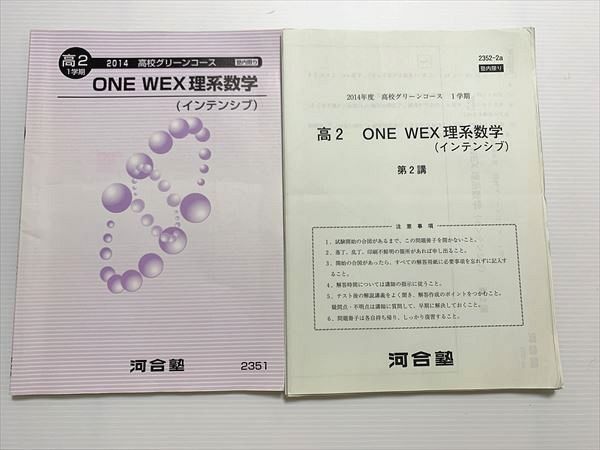 高2
1学期
2014 高校グリーンコース
塾内限り
ONE WEX 理系数学
(インテンシブ)
河合塾
2351
2352-2a
塾内限り
2014年度 高校グリーンコース 1学期
高2 ONE WEX 理系数学
(インテンシブ)
第2講
注意事項
1. 試験開始の合図があるまで、この問題冊子を開かないこと。
2. 落丁、乱丁、印刷不鮮明の箇所があれば申し出ること。
3. 開始の合図があったら、すべての解答用紙に必要事項を忘れずに記入す
ること。
4. 解答時間については講師の指示に従うこと。
5. テスト後の解説講義をよく聞き、解答作成のポイントをつかむこと。
疑問点・不明点は講師に質問して、早期に解決しておくこと。
6. 問題冊子は各自持ち帰り、しっかり復習すること。
河合塾